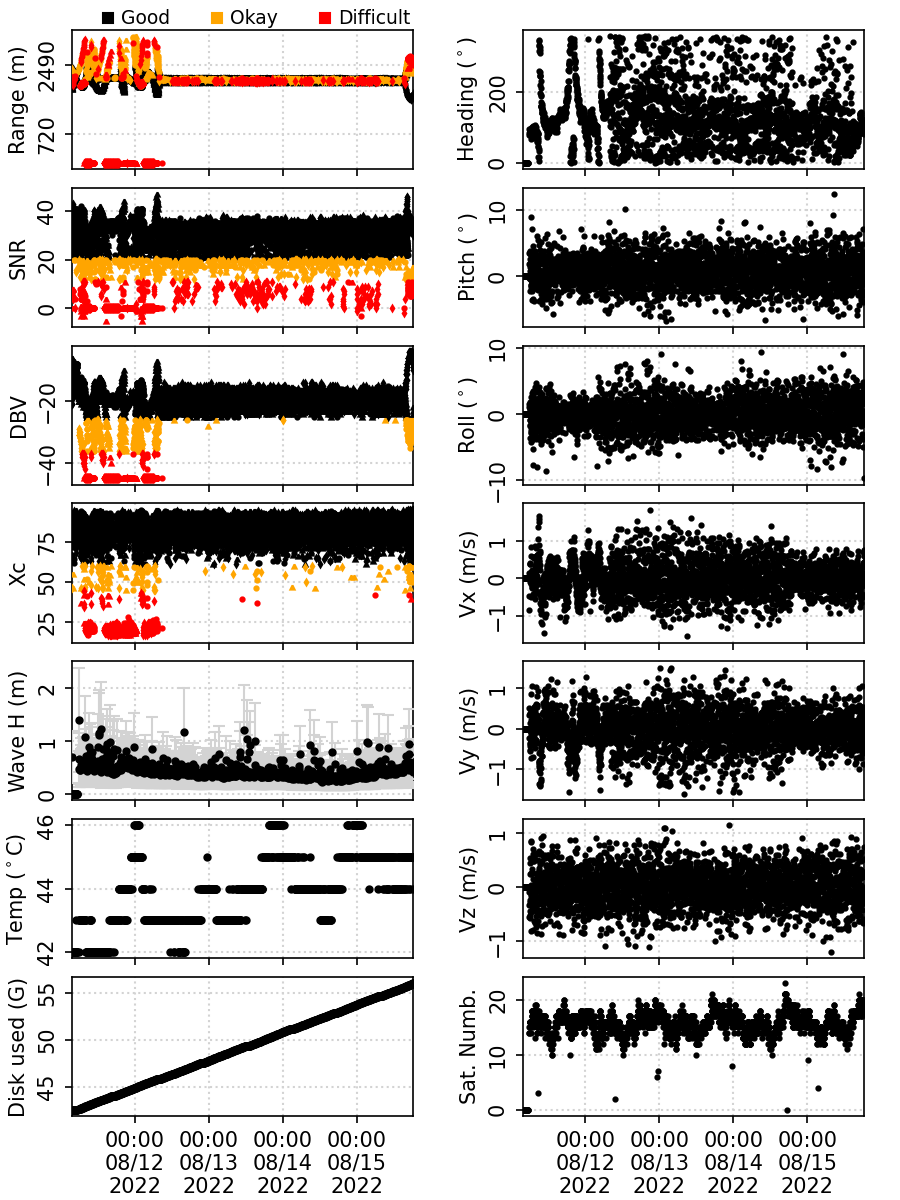 Good Okay Difficult
Range (m)
2490
720
Heading (°)
200
0
SNR
40
20
0
Pitch (°)
10
0
DBV
−20
−40
Roll (°)
10
0
−10
Xc
75
50
25
Vx (m/s)
1
0
−1
Wave H (m)
2
1
0
Vy (m/s)
1
0
−1
Temp (°C)
46
44
42
Vz (m/s)
1
0
−1
Disk used (G)
55
50
45
Sat. Numb.
20
10
0
00:00 00:00 00:00 00:00
08/12 08/13 08/14 08/15
2022 2022 2022 2022
00:00 00:00 00:00 00:00
08/12 08/13 08/14 08/15
2022 2022 2022 2022